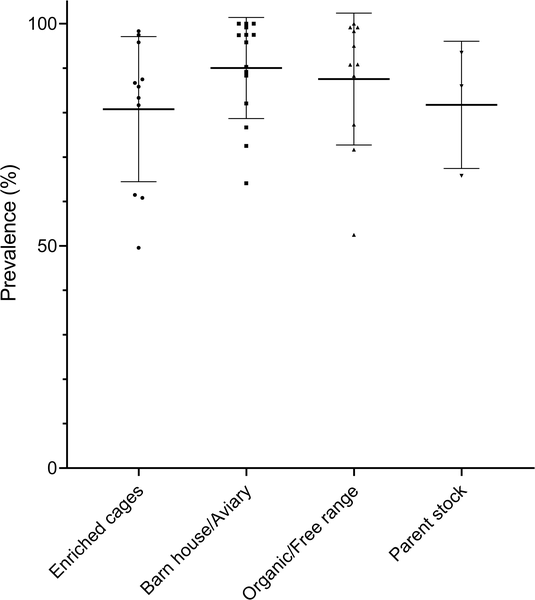 100
50
0
Prevalence (%)
Enriched cages
Barn house/Aviary
Organic/Free range
Parent stock